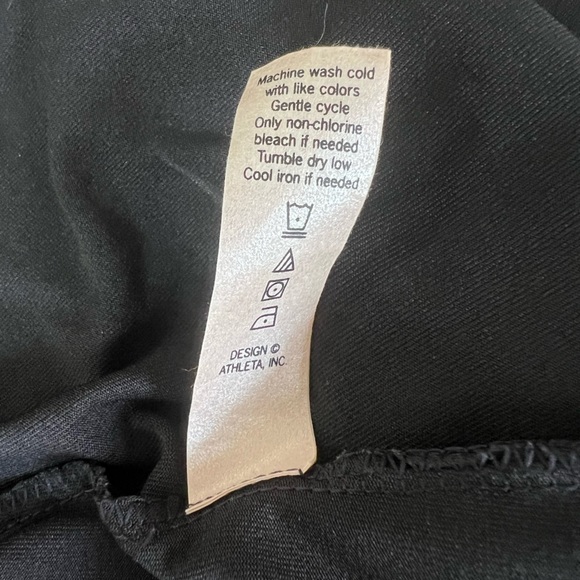 Machine wash cold
with like colors
Gentle cycle
Only non-chlorine
bleach if needed
Tumble dry low
Cool iron if needed
DESIGN ©
ATHLETA, INC.